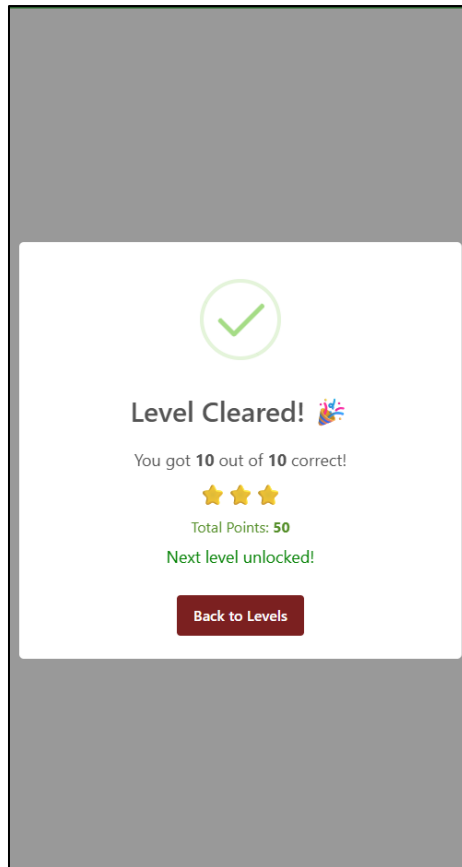 Level Cleared! 🎉
You got 10 out of 10 correct!
Total Points: 50
Next level unlocked!
Back to Levels